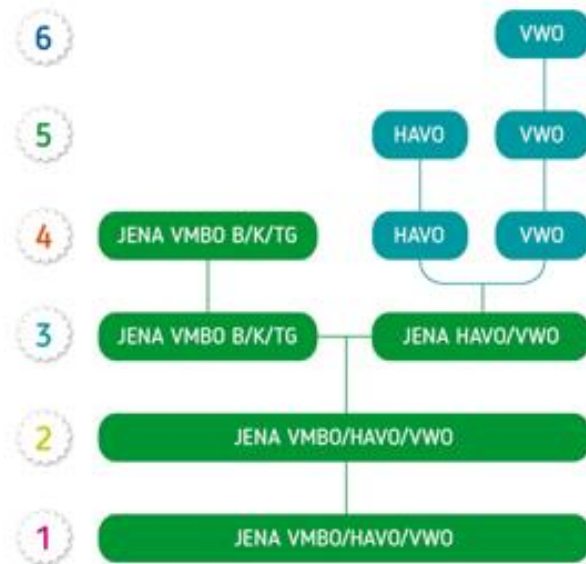 6 VWO
5 HAVO VWO
4 JENA VMBO B/K/TG HAVO VWO
3 JENA VMBO B/K/TG JENA HAVO/VWO
2 JENA VMBO/HAVO/VWO
1 JENA VMBO/HAVO/VWO